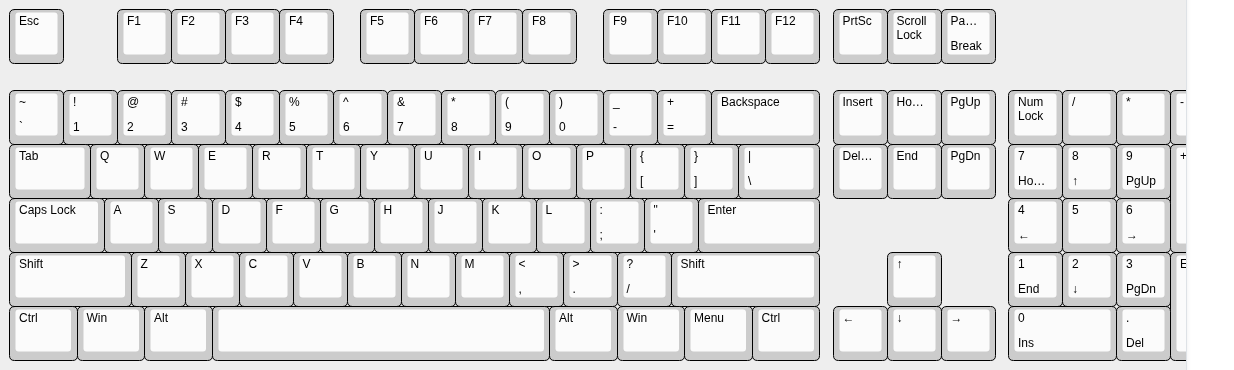 Esc F1 F2 F3 F4 F5 F6 F7 F8 F9 F10 F11 F12 PrtSc Scroll Pa…
Lock
Break
~ ! @ # $ % ^ & * ( ) _ + Backspace Insert Ho… PgUp Num / * -
Lock
` 1 2 3 4 5 6 7 8 9 0 - =
Tab Q W E R T Y U I O P { } | Del… End PgDn 7 8 9 +
[ ] \ Ho… ↑ PgUp
Caps Lock A S D F G H J K L : " Enter 4 5 6
; ' ← →
Shift Z X C V B N M < > ? Shift ↑ 1 2 3 E
, . / End ↓ PgDn
Ctrl Win Alt Alt Win Menu Ctrl ← ↓ → 0 .
Ins Del